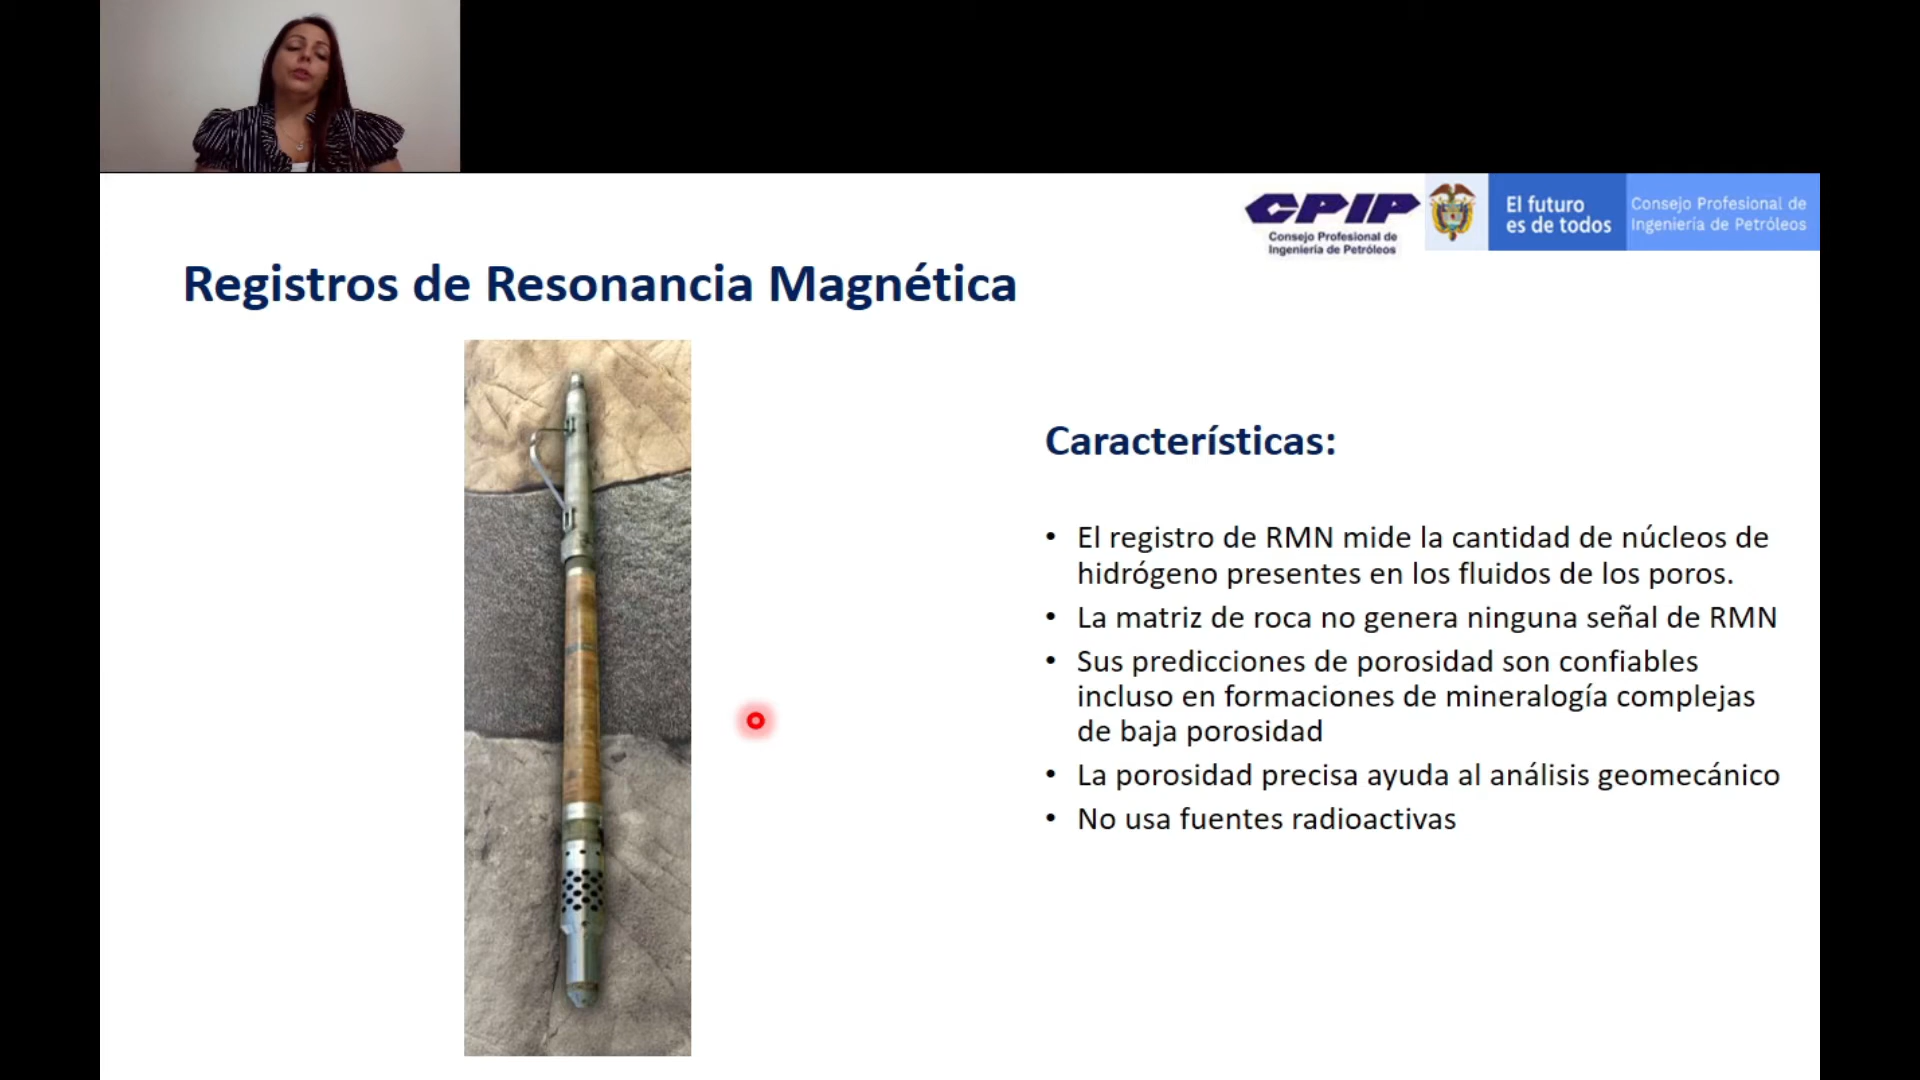 CPIP
Consejo Profesional de
Ingeniería de Petróleos
El futuro
es de todos
Consejo Profesional de
Ingeniería de Petróleos
Registros de Resonancia Magnética
Características:
• El registro de RMN mide la cantidad de núcleos de
hidrógeno presentes en los fluidos de los poros.
• La matriz de roca no genera ninguna señal de RMN
• Sus predicciones de porosidad son confiables
incluso en formaciones de mineralogía complejas
de baja porosidad
• La porosidad precisa ayuda al análisis geomecánico
• No usa fuentes radioactivas